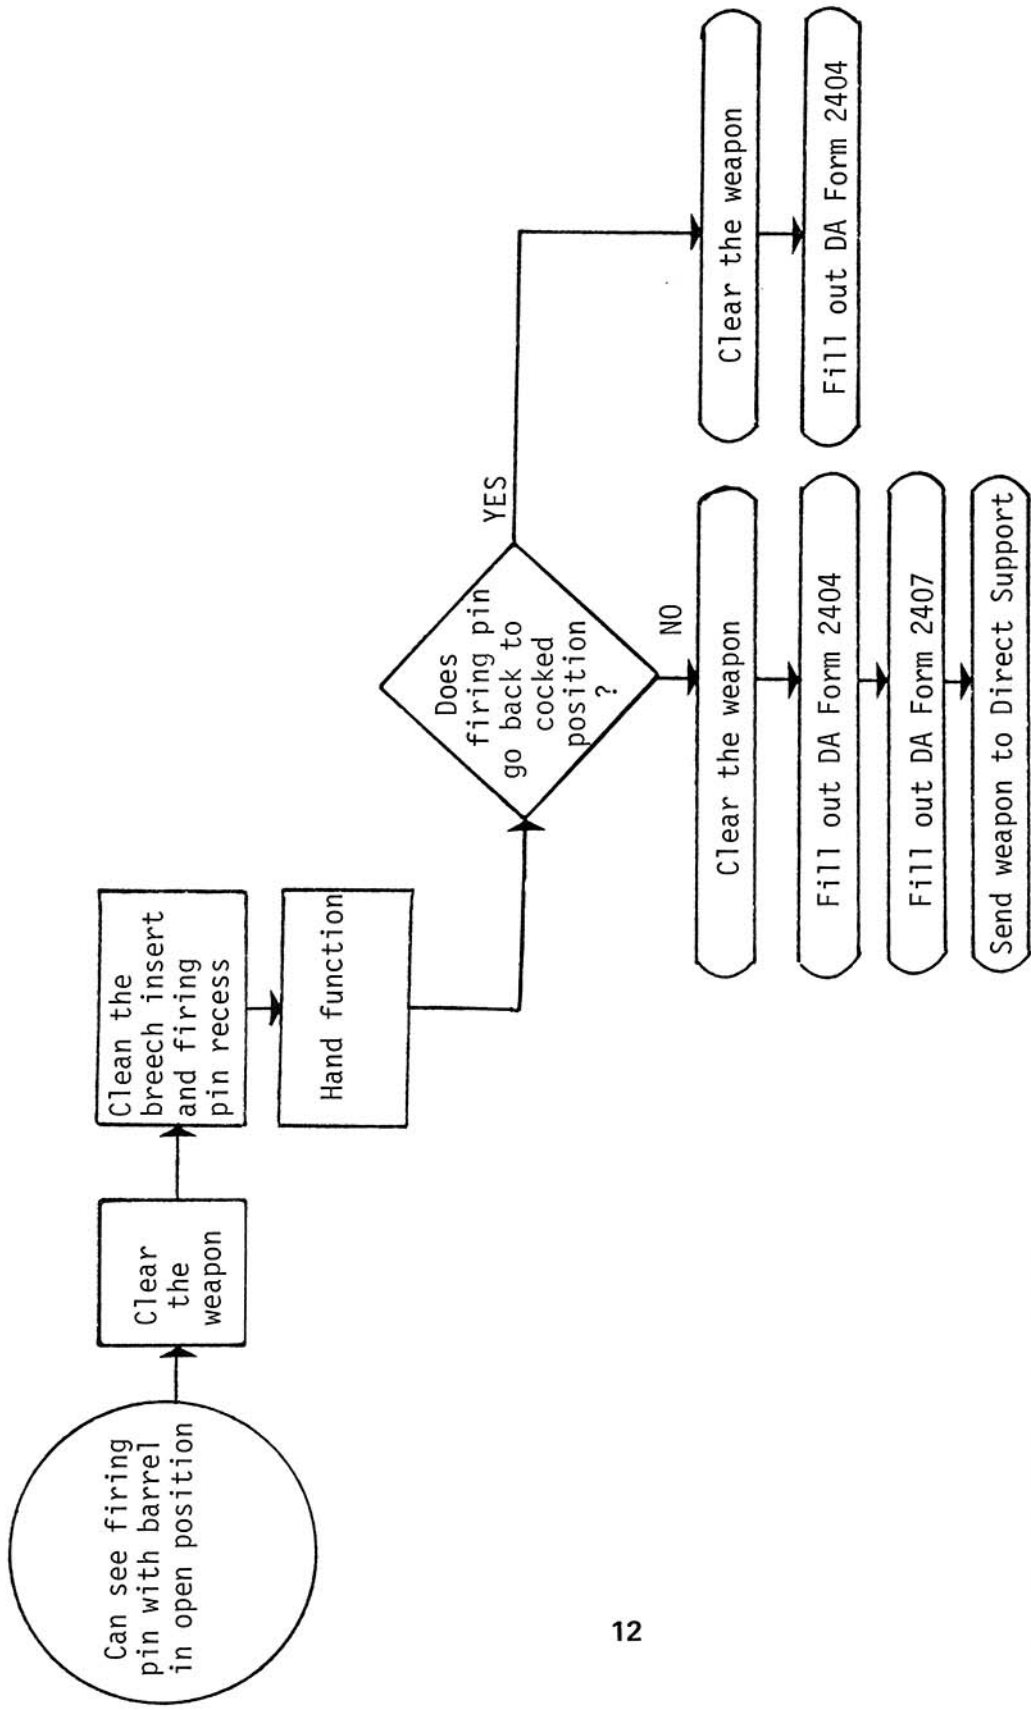 Can see firing
pin with barrel
in open position
Clear
the
weapon
Clean the
breech insert
and firing
pin recess
Hand function
Does
firing pin
go back to
cocked
position
?
YES
NO
Clear the weapon
Fill out DA Form 2404
Fill out DA Form 2407
Send weapon to Direct Support
Clear the weapon
Fill out DA Form 2404
12